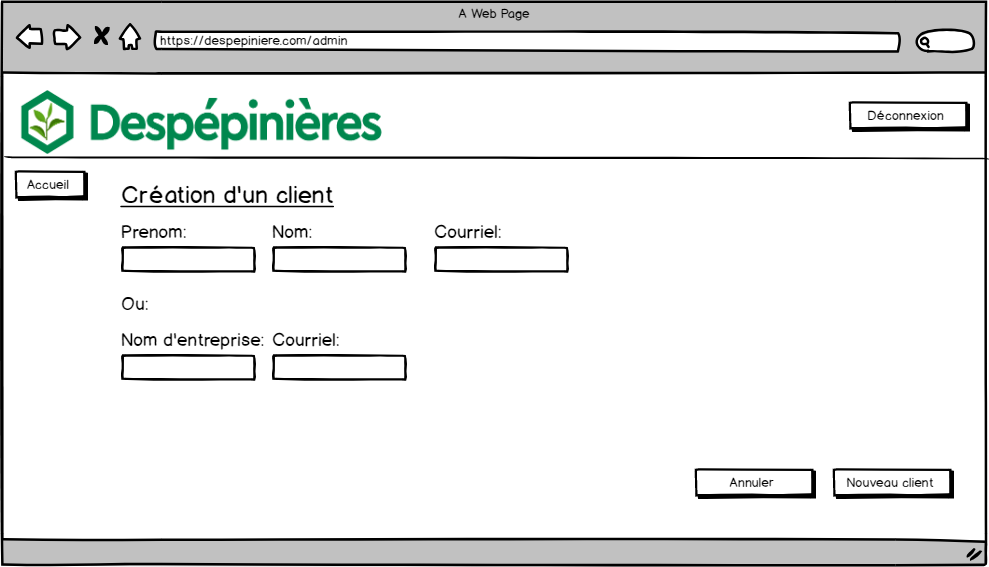 A Web Page
https://despepiniere.com/admin
Despépinières
Déconnexion
Accueil
Création d'un client
Prenom: Nom: Courriel:
Ou:
Nom d'entreprise: Courriel:
Annuler Nouveau client